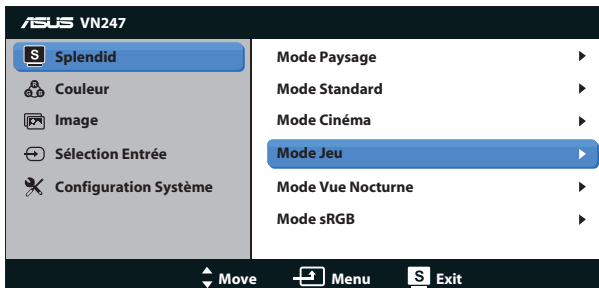 ASUS VN247
S Splendid
Couleur
Image
Sélection Entrée
Configuration Système
Mode Paysage
Mode Standard
Mode Cinéma
Mode Jeu
Mode Vue Nocturne
Mode sRGB
Move Menu S Exit